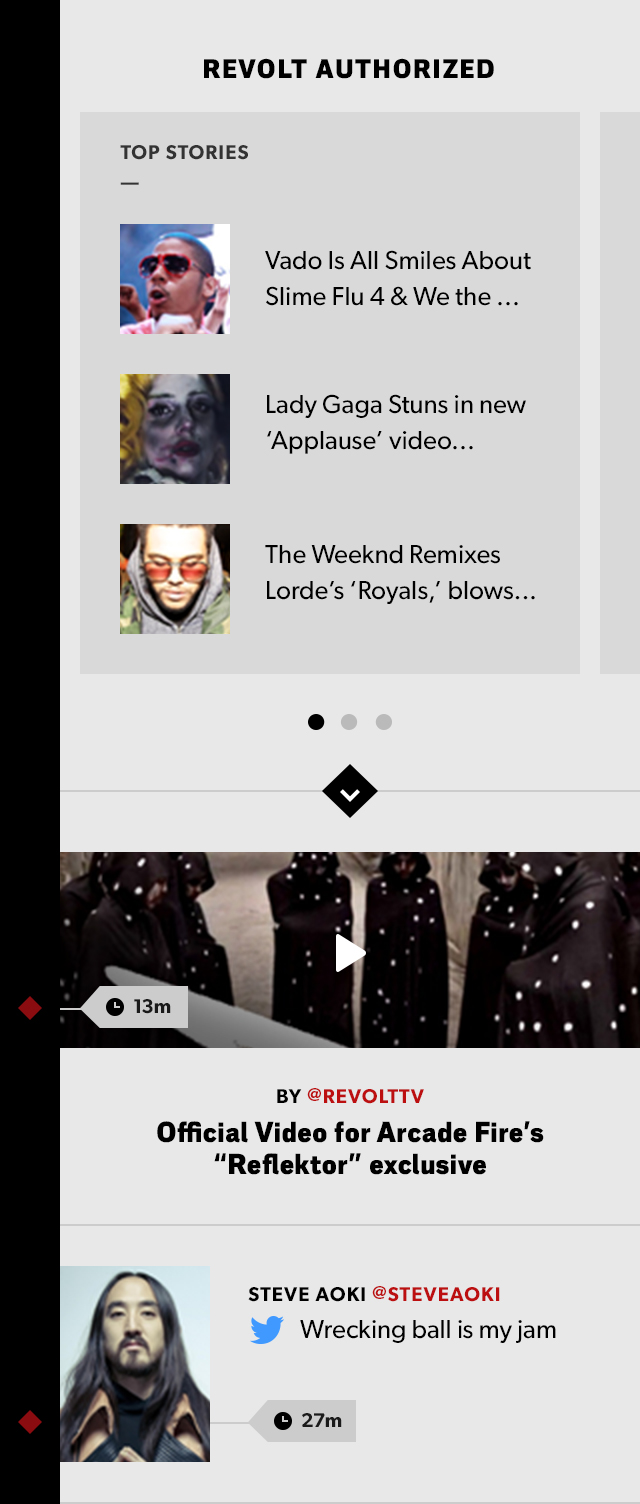 REVOLT AUTHORIZED
TOP STORIES
—
Vado Is All Smiles About
Slime Flu 4 & We the ...
Lady Gaga Stuns in new
‘Applause’ video...
The Weeknd Remixes
Lorde’s ‘Royals,’ blows...
13m
BY @REVOLTTV
Official Video for Arcade Fire’s
“Reflektor” exclusive
STEVE AOKI @STEVEAOKI
Wrecking ball is my jam
27m